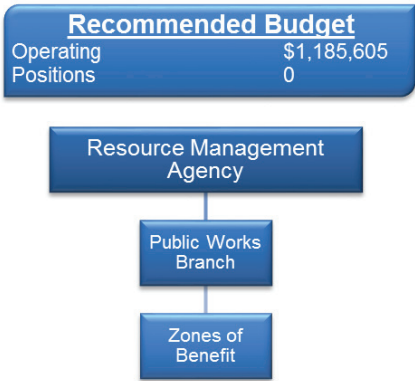 Recommended Budget
Operating $1,185,605
Positions 0
Resource Management
Agency
Public Works
Branch
Zones of
Benefit